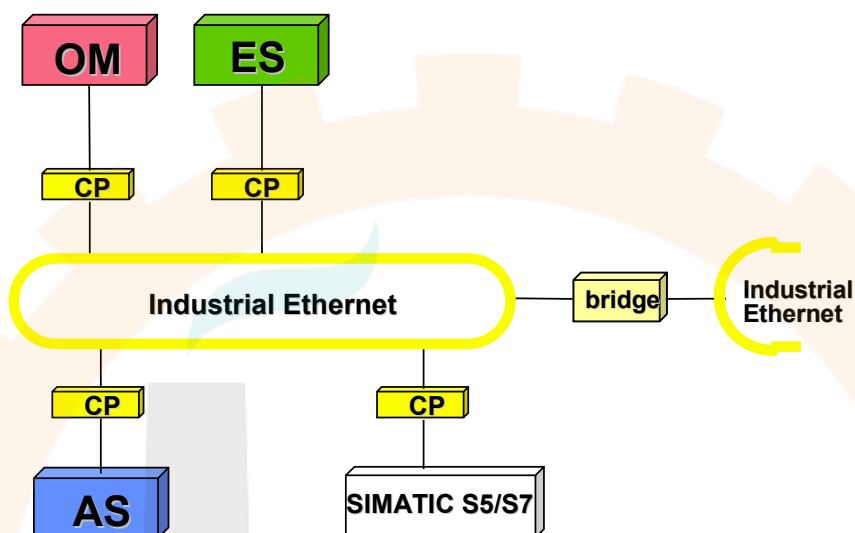 OM
ES
CP
CP
Industrial Ethernet
bridge
Industrial
Ethernet
CP
CP
AS
SIMATIC S5/S7